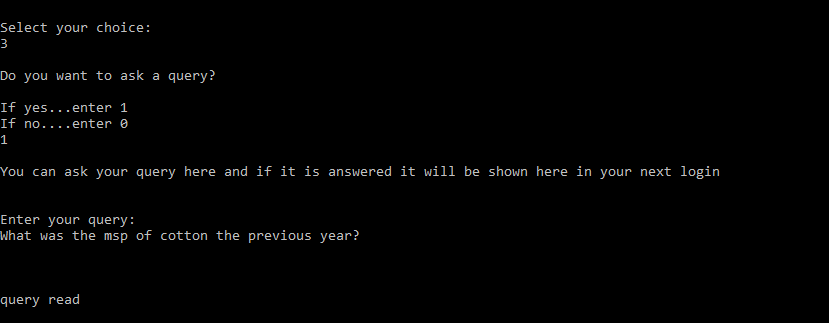 Select your choice:
3
Do you want to ask a query?
If yes...enter 1
If no....enter 0
1
You can ask your query here and if it is answered it will be shown here in your next login
Enter your query:
What was the msp of cotton the previous year?
query read